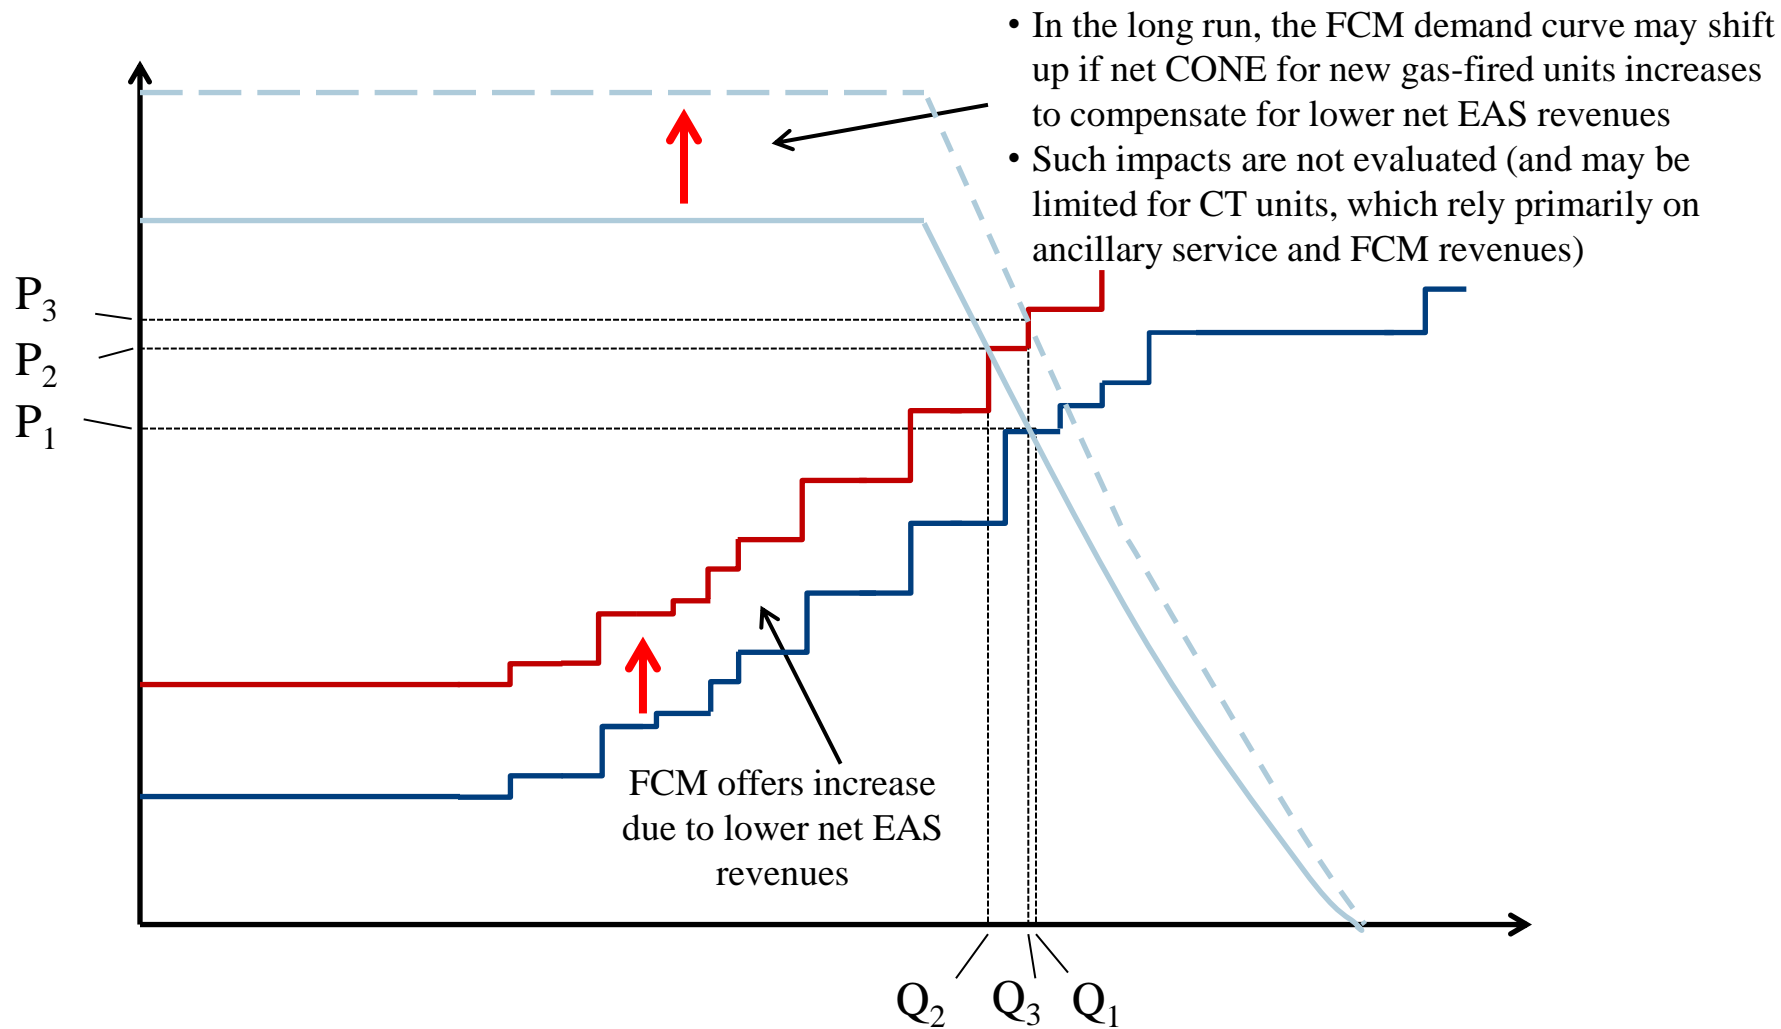 • In the long run, the FCM demand curve may shift
up if net CONE for new gas-fired units increases
to compensate for lower net EAS revenues
• Such impacts are not evaluated (and may be
limited for CT units, which rely primarily on
ancillary service and FCM revenues)
P3
P2
P1
FCM offers increase
due to lower net EAS
revenues
Q2 Q3 Q1